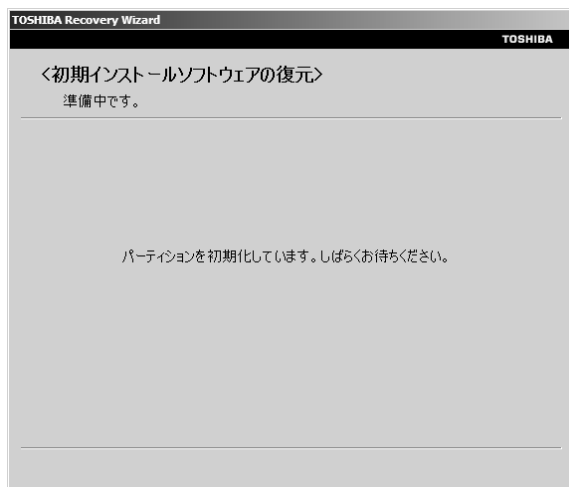 TOSHIBA Recovery Wizard
TOSHIBA
<初期インストールソフトウェアの復元>
準備中です。
パーティションを初期化しています。しばらくお待ちください。